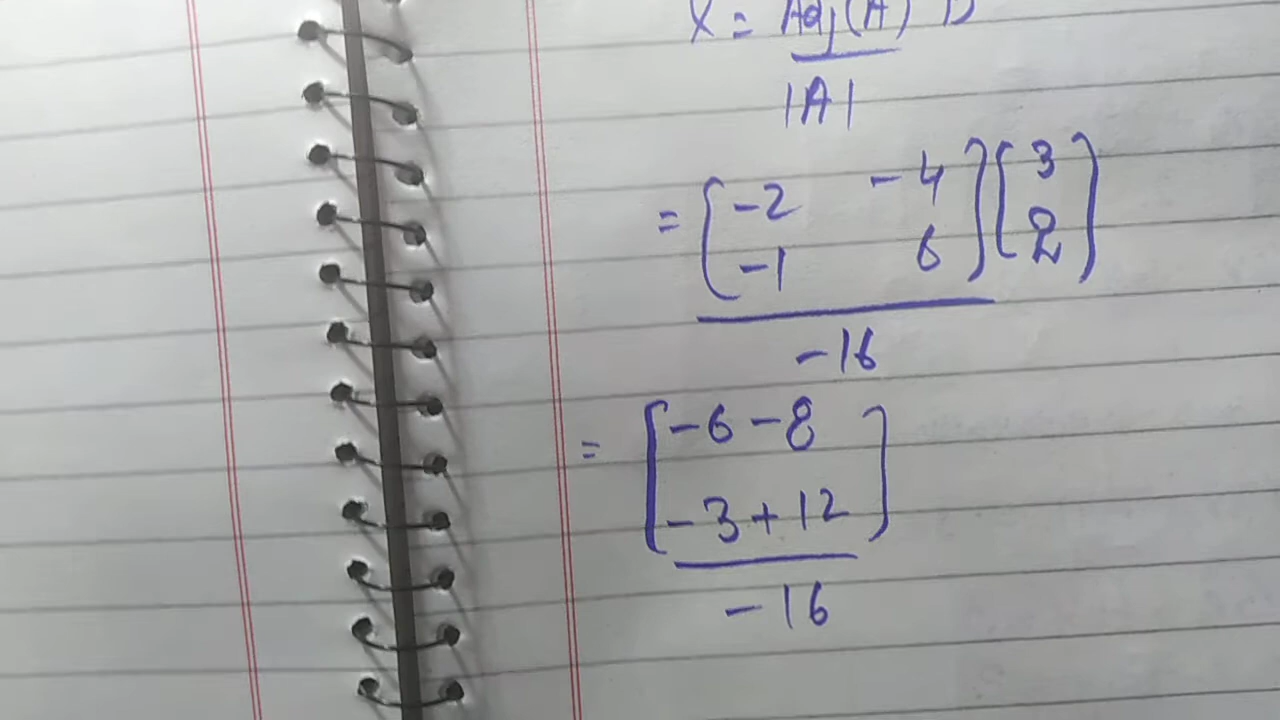 X = Adj(A)
|A|
= [-2 -4] [3]
[-1 6] [2]
-16
= [-6-8]
[-3+12]
-16